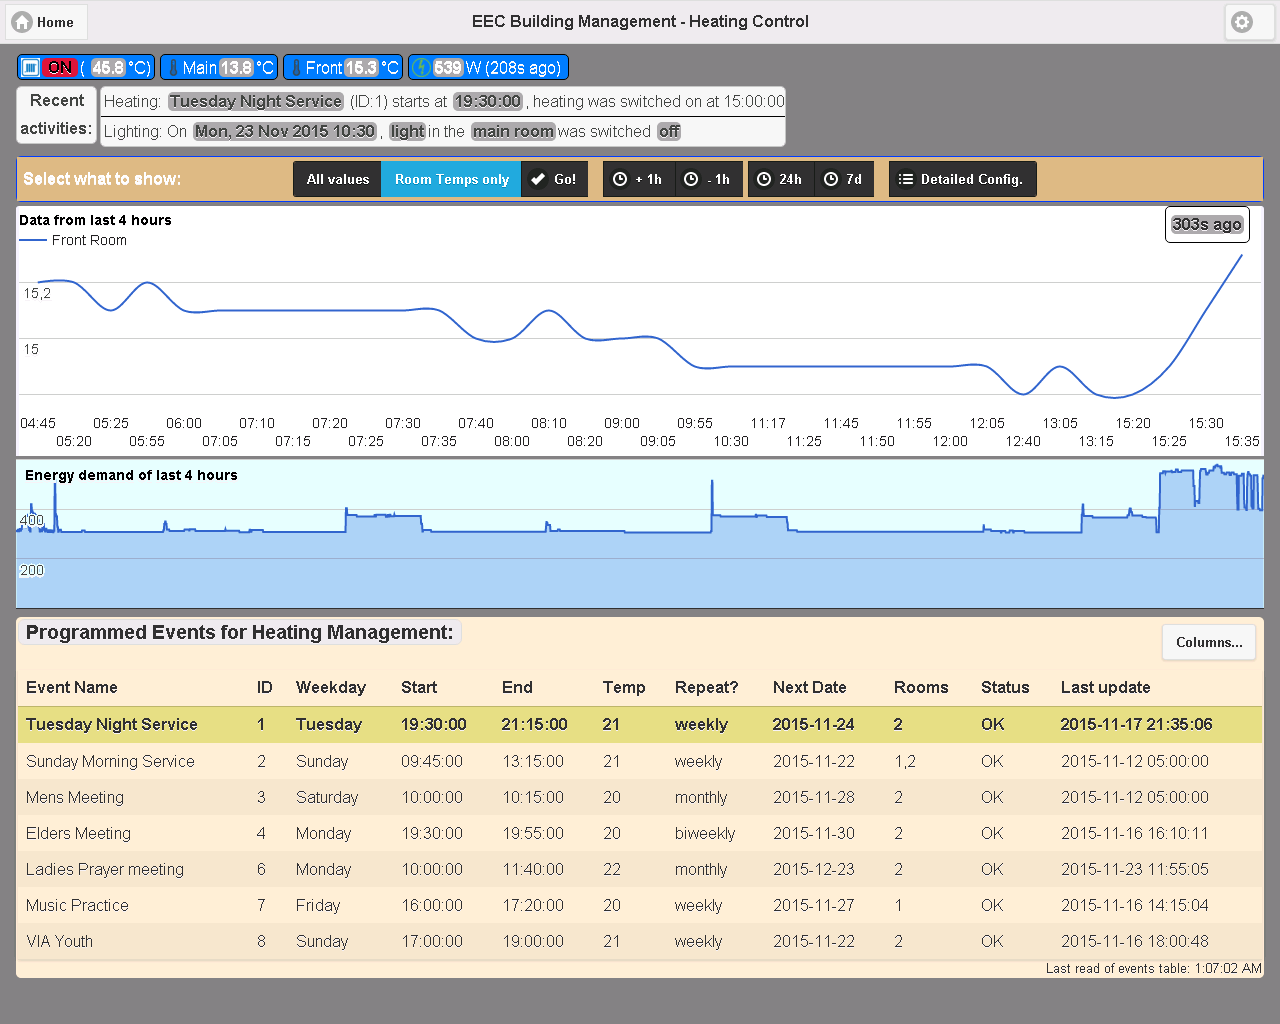 Home
EEC Building Management - Heating Control
ON ( 45.8 °C) Main 13.8 °C Front 15.3 °C 539 W (208s ago)
Recent activities:
Heating: Tuesday Night Service (ID:1) starts at 19:30:00 , heating was switched on at 15:00:00
Lighting: On Mon, 23 Nov 2015 10:30 , light in the main room was switched off
Select what to show: All values Room Temps only Go! + 1h - 1h 24h 7d Detailed Config.
Data from last 4 hours
303s ago
Front Room
15,2
15
04:45 05:25 06:00 07:10 07:20 07:30 07:40 08:10 09:00 09:55 11:17 11:45 11:55 12:05 13:05 15:20 15:30
05:20 05:55 07:05 07:15 07:25 07:35 08:00 08:20 09:05 10:30 11:25 11:50 12:00 12:40 13:15 15:25 15:35
Energy demand of last 4 hours
400
200
Programmed Events for Heating Management:
Columns...
Event Name ID Weekday Start End Temp Repeat? Next Date Rooms Status Last update
Tuesday Night Service 1 Tuesday 19:30:00 21:15:00 21 weekly 2015-11-24 2 OK 2015-11-17 21:35:06
Sunday Morning Service 2 Sunday 09:45:00 13:15:00 21 weekly 2015-11-22 1,2 OK 2015-11-12 05:00:00
Mens Meeting 3 Saturday 10:00:00 10:15:00 20 monthly 2015-11-28 2 OK 2015-11-12 05:00:00
Elders Meeting 4 Monday 19:30:00 19:55:00 20 biweekly 2015-11-30 2 OK 2015-11-16 16:10:11
Ladies Prayer meeting 6 Monday 10:00:00 11:40:00 22 monthly 2015-12-23 2 OK 2015-11-23 11:55:05
Music Practice 7 Friday 16:00:00 17:20:00 20 weekly 2015-11-27 1 OK 2015-11-16 14:15:04
VIA Youth 8 Sunday 17:00:00 19:00:00 21 weekly 2015-11-22 2 OK 2015-11-16 18:00:48
Last read of events table: 1:07:02 AM